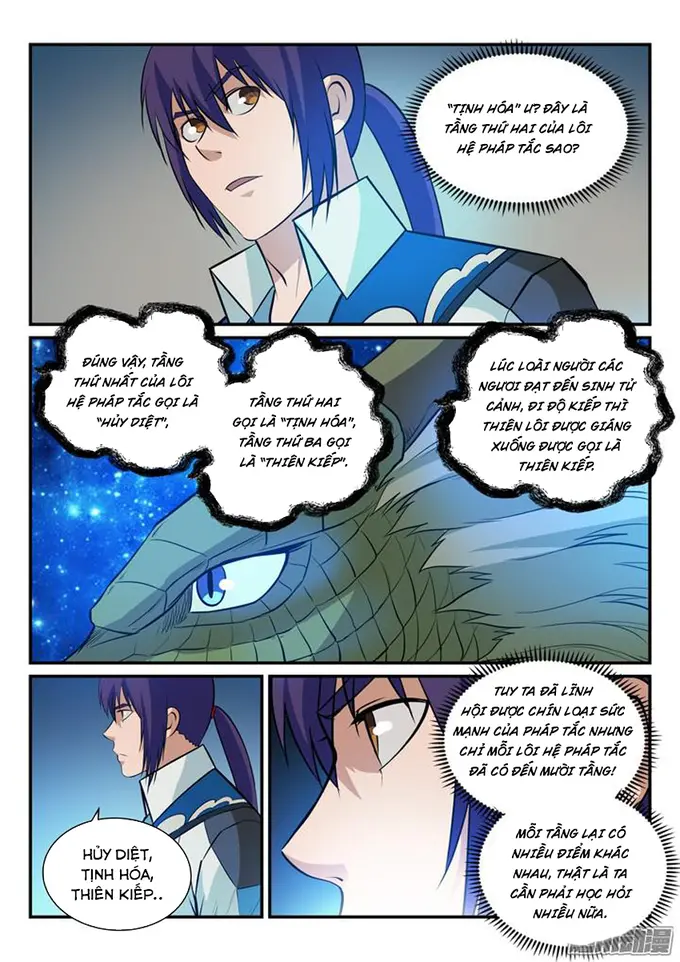 "TỊNH HÓA" Ư? ĐÂY LÀ
TẦNG THỨ HAI CỦA LÔI
HỆ PHÁP TẮC SAO?
ĐÚNG VẬY, TẦNG
THỨ NHẤT CỦA LÔI
HỆ PHÁP TẮC GỌI LÀ
"HỦY DIỆT",
TẦNG THỨ HAI
GỌI LÀ "TỊNH HÓA",
TẦNG THỨ BA GỌI
LÀ "THIÊN KIẾP".
LÚC LOÀI NGƯỜI CÁC
NGƯƠI ĐẠT ĐẾN SINH TỬ
CẢNH, ĐI ĐỘ KIẾP THÌ
THIÊN LÔI ĐƯỢC GIÁNG
XUỐNG ĐƯỢC GỌI LÀ
THIÊN KIẾP.
HỦY DIỆT,
TỊNH HÓA,
THIÊN KIẾP..
TUY TA ĐÃ LĨNH
HỘI ĐƯỢC CHÍN LOẠI SỨC
MẠNH CỦA PHÁP TẮC NHƯNG
CHỈ MỖI LÔI HỆ PHÁP TẮC
ĐÃ CÓ ĐẾN MƯỜI TẦNG!
MỖI TẦNG LẠI CÓ
NHIỀU ĐIỂM KHÁC
NHAU, THẬT LÀ TA
CẦN PHẢI HỌC HỎI
NHIỀU NỮA.